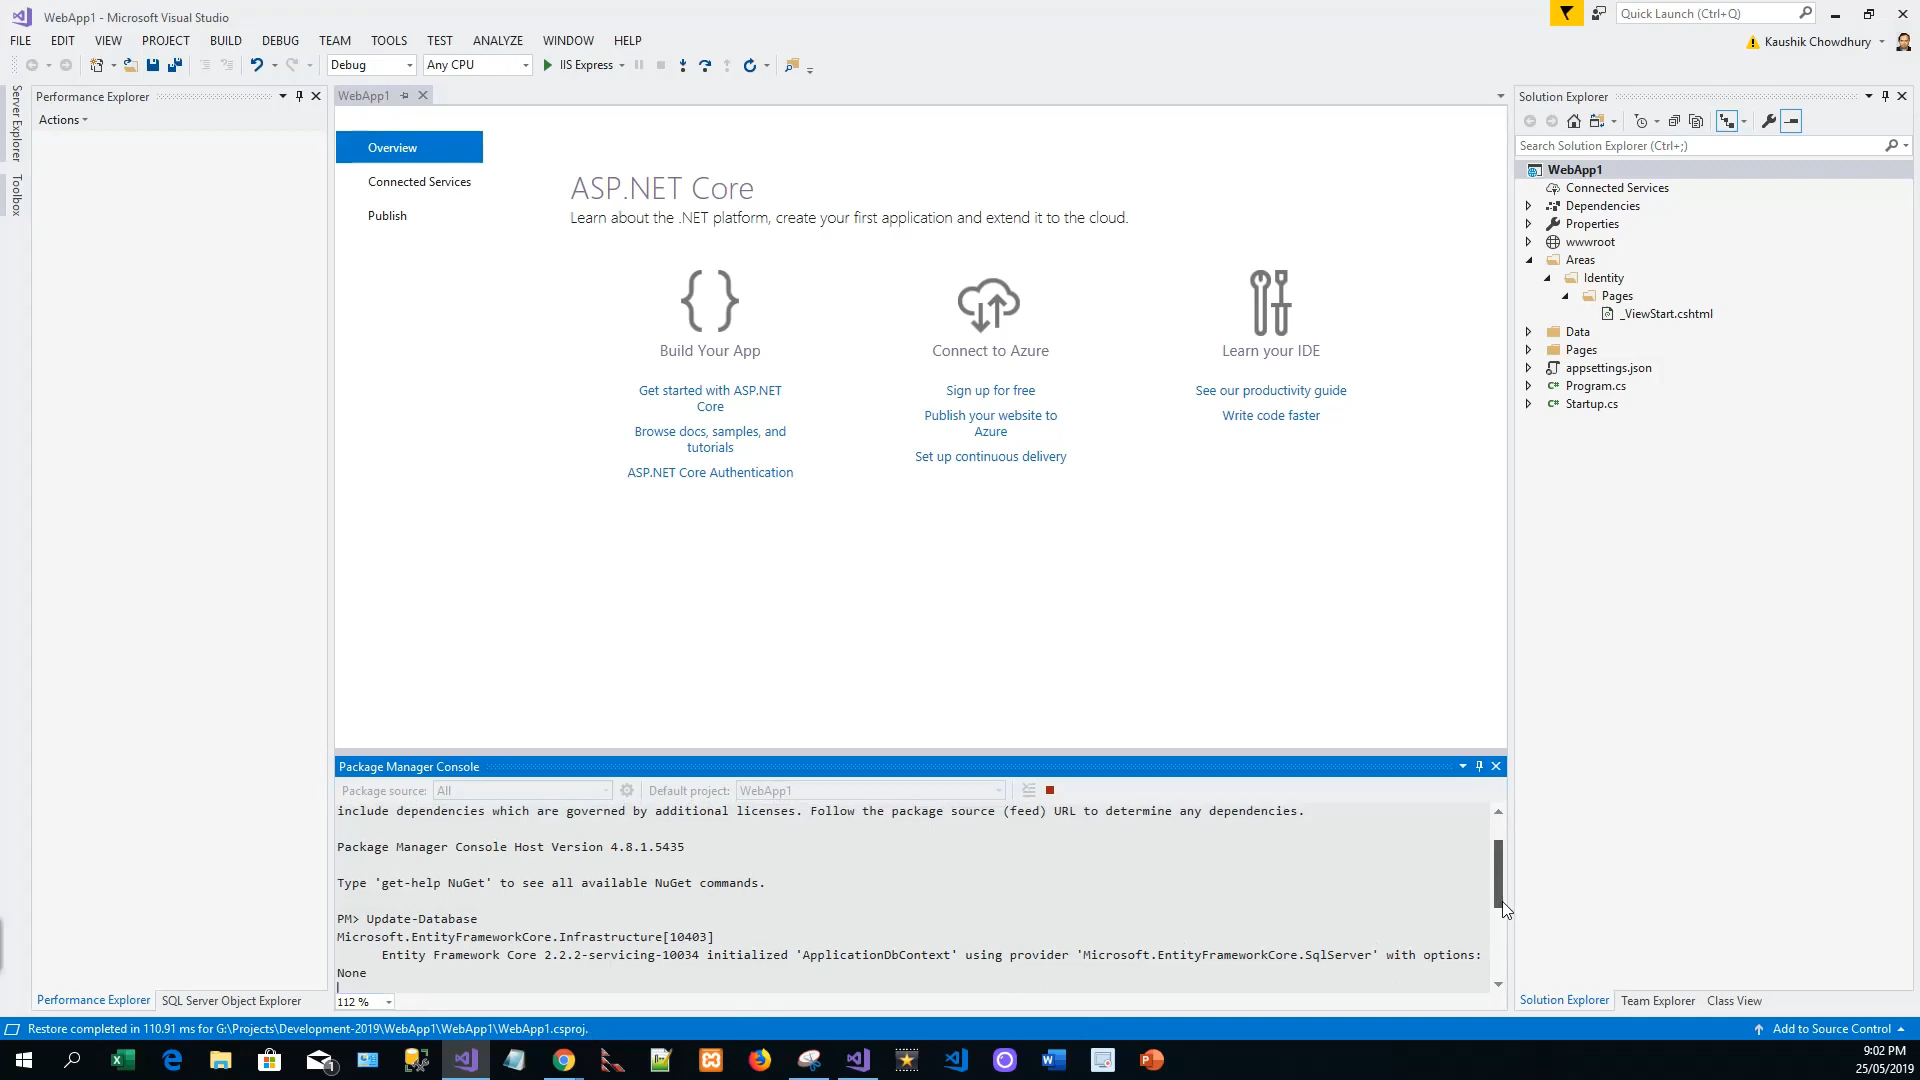 WebApp1 - Microsoft Visual Studio
Quick Launch (Ctrl+Q)
FILE EDIT VIEW PROJECT BUILD DEBUG TEAM TOOLS TEST ANALYZE WINDOW HELP
Kaushik Chowdhury
Debug Any CPU IIS Express
Server Explorer
Toolbox
Performance Explorer
Actions
WebApp1
Overview
Connected Services
Publish
ASP.NET Core
Learn about the .NET platform, create your first application and extend it to the cloud.
Build Your App
Get started with ASP.NET
Core
Browse docs, samples, and
tutorials
ASP.NET Core Authentication
Connect to Azure
Sign up for free
Publish your website to
Azure
Set up continuous delivery
Learn your IDE
See our productivity guide
Write code faster
Solution Explorer
Search Solution Explorer (Ctrl+;)
WebApp1
Connected Services
Dependencies
Properties
wwwroot
Areas
Identity
Pages
_ViewStart.cshtml
Data
Pages
appsettings.json
C# Program.cs
C# Startup.cs
Package Manager Console
Package source: All Default project: WebApp1
include dependencies which are governed by additional licenses. Follow the package source (feed) URL to determine any dependencies.
Package Manager Console Host Version 4.8.1.5435
Type 'get-help NuGet' to see all available NuGet commands.
PM> Update-Database
Microsoft.EntityFrameworkCore.Infrastructure[10403]
Entity Framework Core 2.2.2-servicing-10034 initialized 'ApplicationDbContext' using provider 'Microsoft.EntityFrameworkCore.SqlServer' with options:
None
112 %
Performance Explorer SQL Server Object Explorer
Solution Explorer Team Explorer Class View
Restore completed in 110.91 ms for G:\Projects\Development-2019\WebApp1\WebApp1\WebApp1.csproj.
Add to Source Control
9:02 PM
25/05/2019